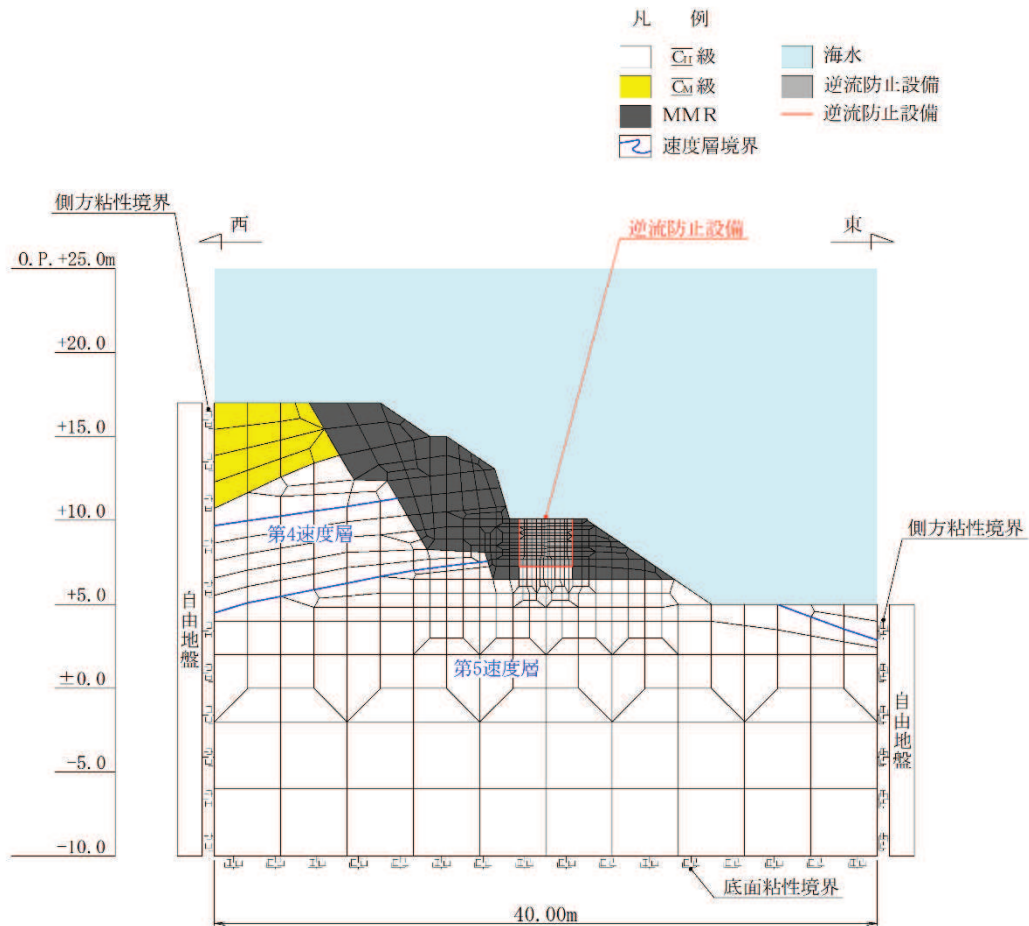 凡 例
C_H級
C_M級
MMR
速度層境界
海水
逆流防止設備
逆流防止設備
側方粘性境界
西
逆流防止設備
東
O.P.+25.0m
+20.0
+15.0
+10.0
+5.0
±0.0
-5.0
-10.0
第4速度層
第5速度層
側方粘性境界
自由地盤
自由地盤
底面粘性境界
40.00m